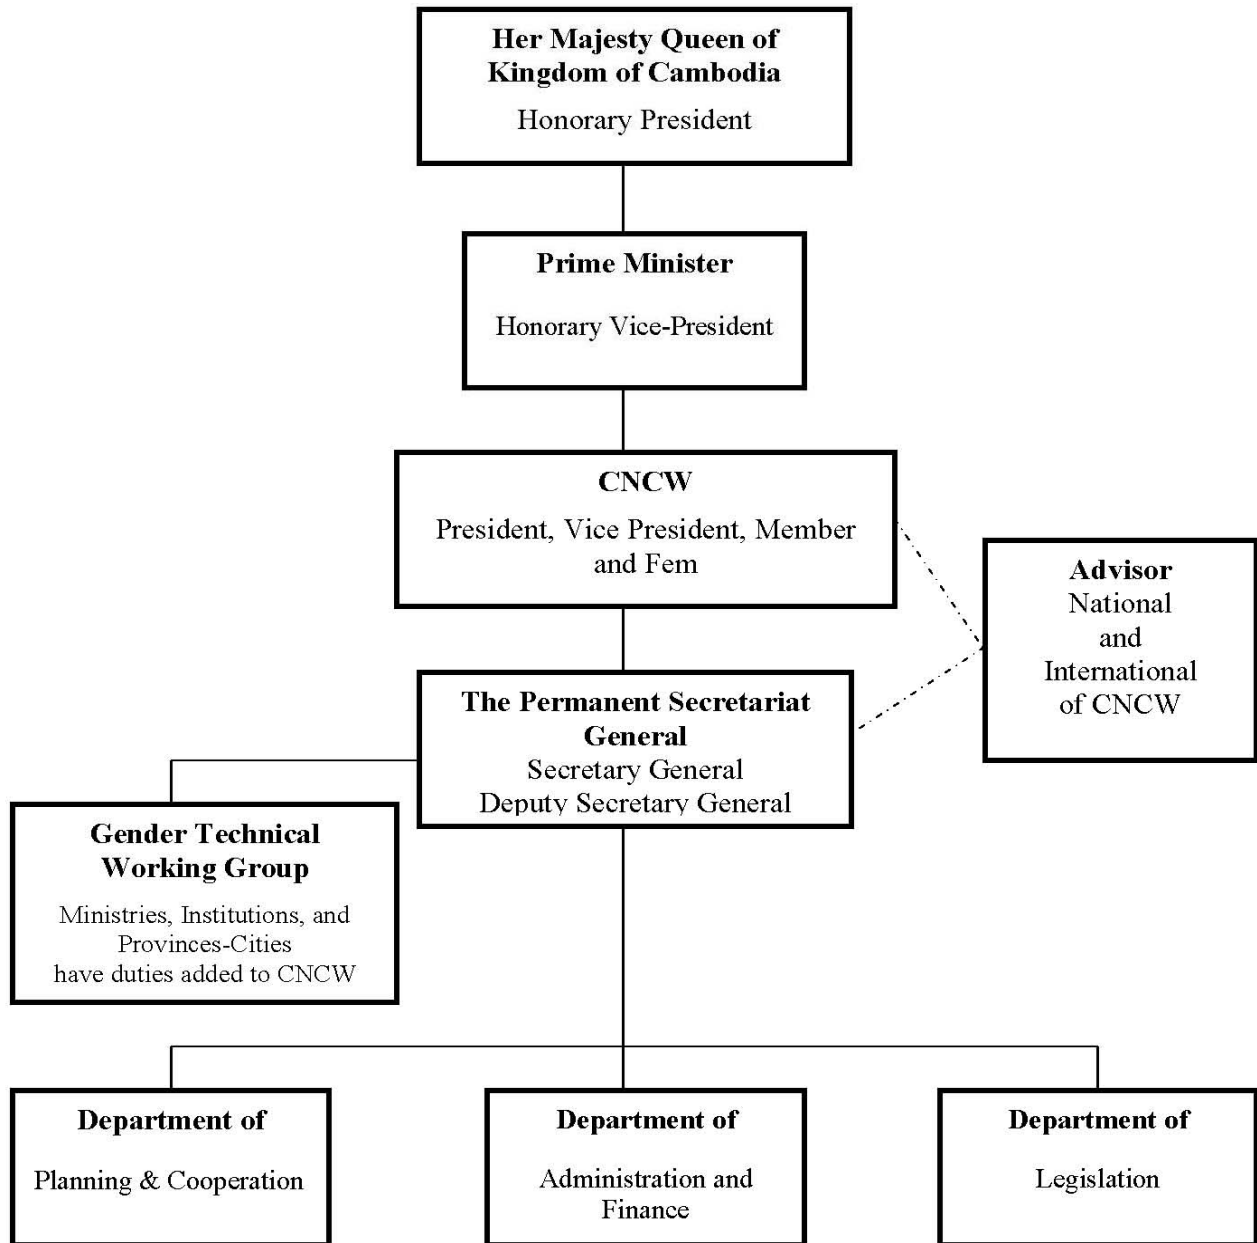 Her Majesty Queen of
Kingdom of Cambodia
Honorary President
Prime Minister
Honorary Vice-President
CNCW
President, Vice President, Member
and Fem
Advisor
National
and
International
of CNCW
The Permanent Secretariat
General
Secretary General
Deputy Secretary General
Gender Technical
Working Group
Ministries, Institutions, and
Provinces-Cities
have duties added to CNCW
Department of
Planning & Cooperation
Department of
Administration and
Finance
Department of
Legislation